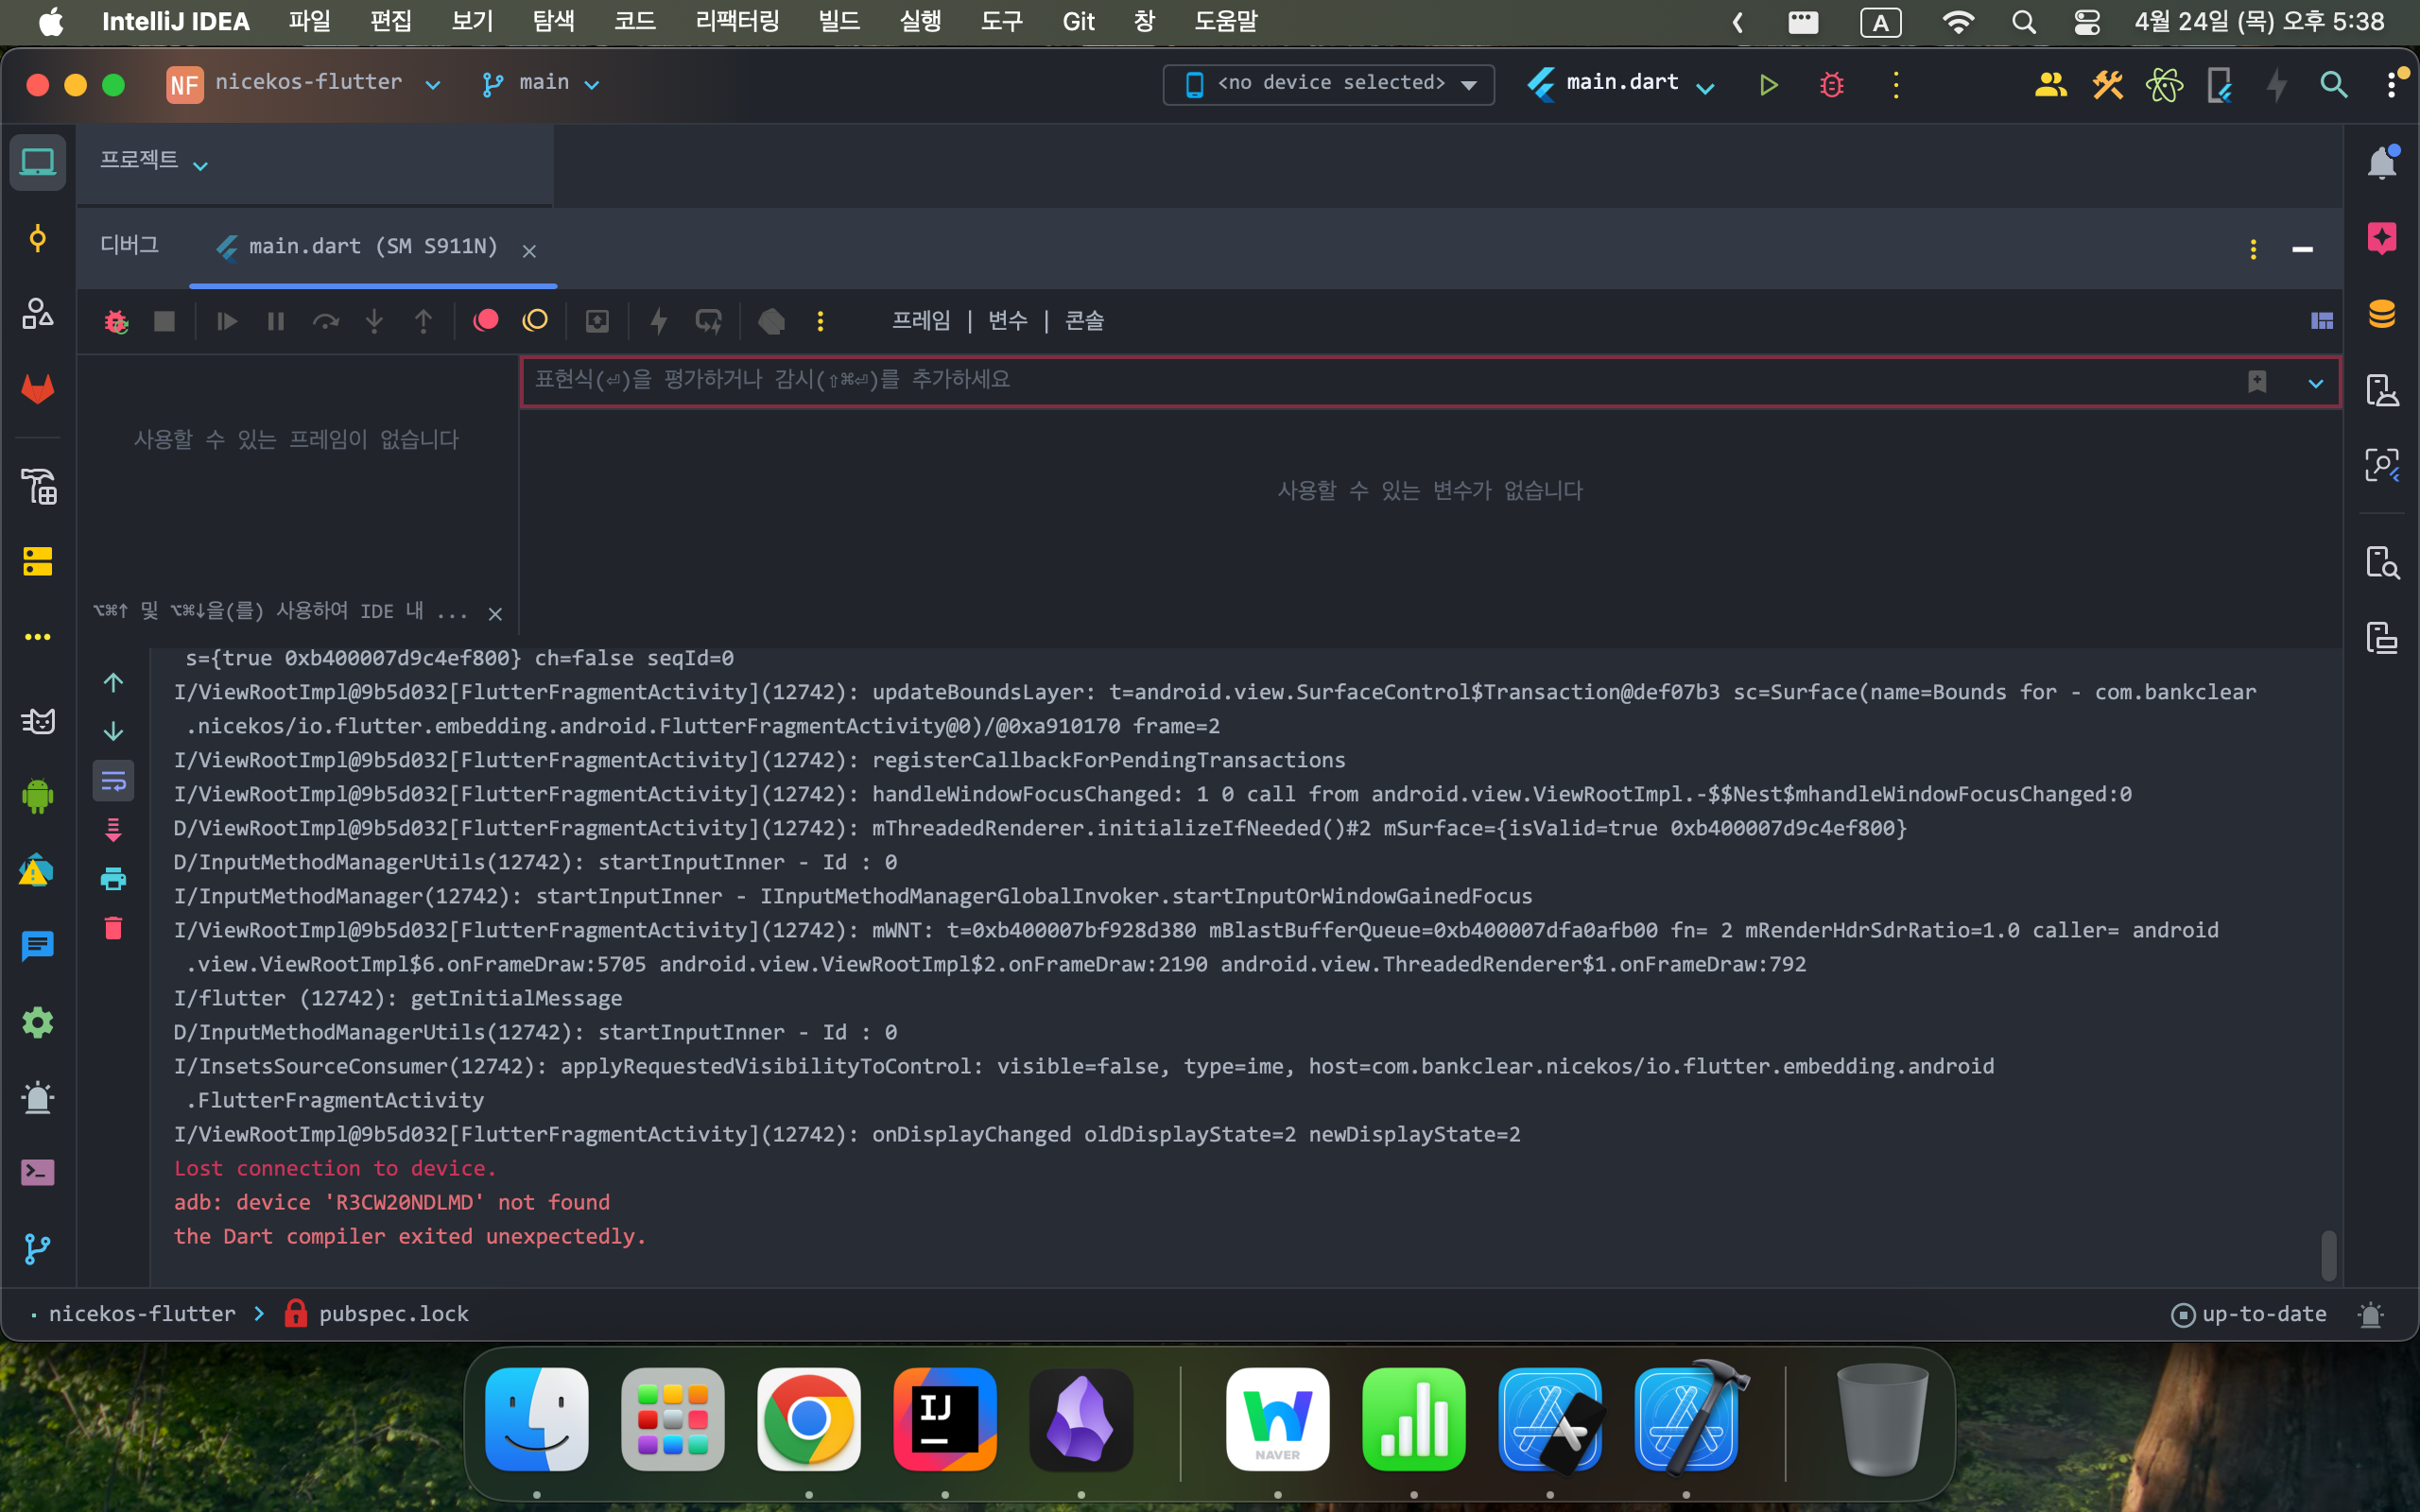 IntelliJ IDEA 파일 편집 보기 탐색 코드 리팩터링 빌드 실행 도구 Git 창 도움말 A 4월 24일 (목) 오후 5:38
NF nicekos-flutter main <no device selected> main.dart
프로젝트
디버그 main.dart (SM S911N)
프레임 | 변수 | 콘솔
표현식(⏎)을 평가하거나 감시(⇧⌘⏎)를 추가하세요
사용할 수 있는 프레임이 없습니다
사용할 수 있는 변수가 없습니다
⌥⌘↑ 및 ⌥⌘↓을(를) 사용하여 IDE 내 ...
s={true 0xb400007d9c4ef800} ch=false seqId=0
I/ViewRootImpl@9b5d032[FlutterFragmentActivity](12742): updateBoundsLayer: t=android.view.SurfaceControl$Transaction@def07b3 sc=Surface(name=Bounds for - com.bankclear
.nicekos/io.flutter.embedding.android.FlutterFragmentActivity@0)/@0xa910170 frame=2
I/ViewRootImpl@9b5d032[FlutterFragmentActivity](12742): registerCallbackForPendingTransactions
I/ViewRootImpl@9b5d032[FlutterFragmentActivity](12742): handleWindowFocusChanged: 1 0 call from android.view.ViewRootImpl.-$$Nest$mhandleWindowFocusChanged:0
D/ViewRootImpl@9b5d032[FlutterFragmentActivity](12742): mThreadedRenderer.initializeIfNeeded()#2 mSurface={isValid=true 0xb400007d9c4ef800}
D/InputMethodManagerUtils(12742): startInputInner - Id : 0
I/InputMethodManager(12742): startInputInner - IInputMethodManagerGlobalInvoker.startInputOrWindowGainedFocus
I/ViewRootImpl@9b5d032[FlutterFragmentActivity](12742): mWNT: t=0xb400007bf928d380 mBlastBufferQueue=0xb400007dfa0afb00 fn= 2 mRenderHdrSdrRatio=1.0 caller= android
.view.ViewRootImpl$6.onFrameDraw:5705 android.view.ViewRootImpl$2.onFrameDraw:2190 android.view.ThreadedRenderer$1.onFrameDraw:792
I/flutter (12742): getInitialMessage
D/InputMethodManagerUtils(12742): startInputInner - Id : 0
I/InsetsSourceConsumer(12742): applyRequestedVisibilityToControl: visible=false, type=ime, host=com.bankclear.nicekos/io.flutter.embedding.android
.FlutterFragmentActivity
I/ViewRootImpl@9b5d032[FlutterFragmentActivity](12742): onDisplayChanged oldDisplayState=2 newDisplayState=2
Lost connection to device.
adb: device 'R3CW20NDLMD' not found
the Dart compiler exited unexpectedly.
nicekos-flutter > pubspec.lock up-to-date
IJ
NAVER